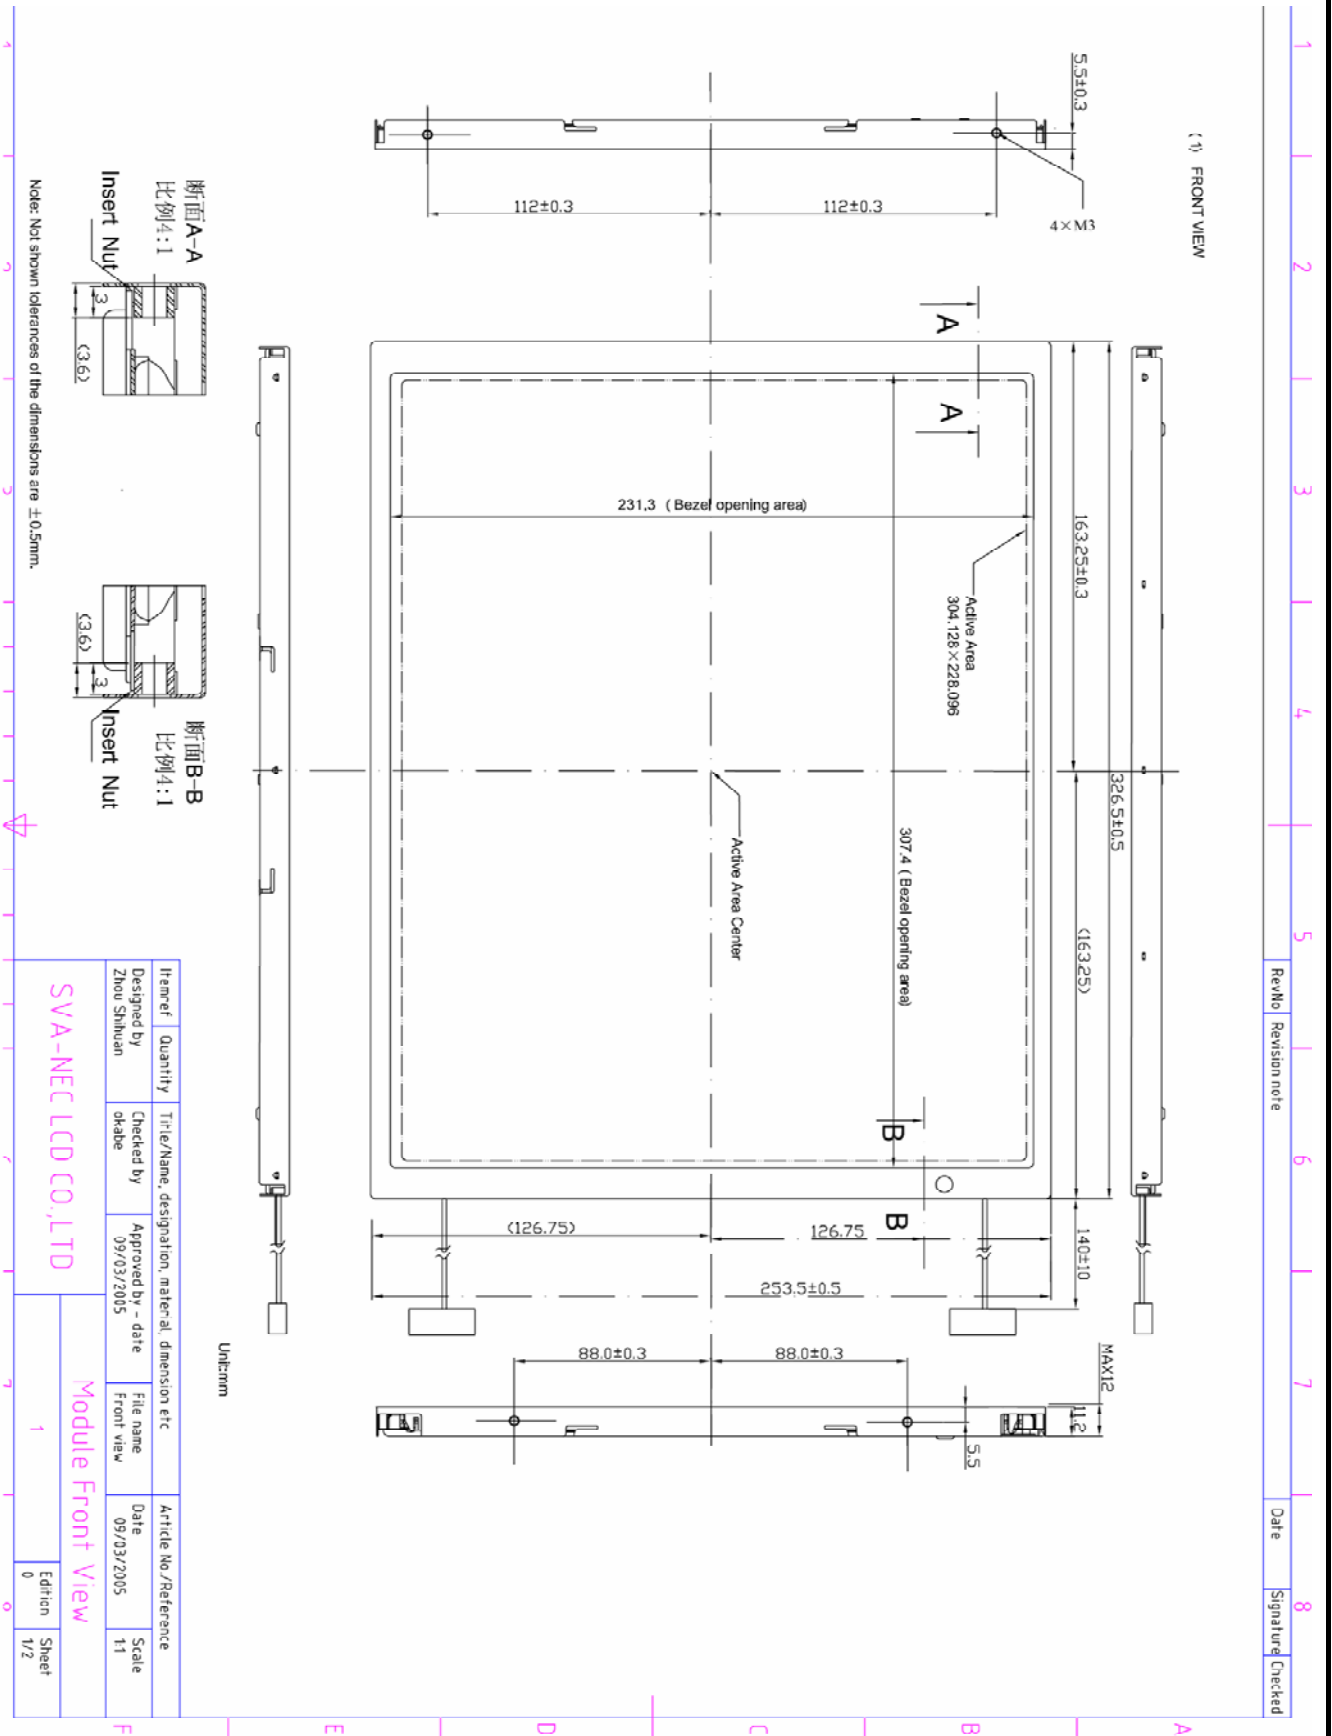 (1) FRONT VIEW
5.5±0.3
4×M3
112±0.3
112±0.3
A
A
B
B
163.25±0.3
(163.25)
326.5±0.5
140±10
231.3 (Bezel opening area)
307.4 (Bezel opening area)
Active Area
304.128×228.096
Active Area Center
(126.75)
126.75
253.5±0.5
88.0±0.3
88.0±0.3
MAX12
11.2
5.5
断面A-A
比例4:1
Insert Nut
3
(3.6)
断面B-B
比例4:1
Insert Nut
3
(3.6)
Note: Not shown tolerances of the dimensions are ±0.5mm.
Unit:mm
RevNo Revision note Date Signature Checked
Itemref Quantity Title/Name, designation, material, dimension etc Article No./Reference
Designed by
Zhou Shihuan
Checked by
okabe
Approved by - date
09/03/2005
File name
Front view
Date
09/03/2005
Scale
1:1
SVA-NEC LCD CO.,LTD
Module Front View
1
Edition
0
Sheet
1/2
1 2 3 4 5 6 7 8
A B C D E F